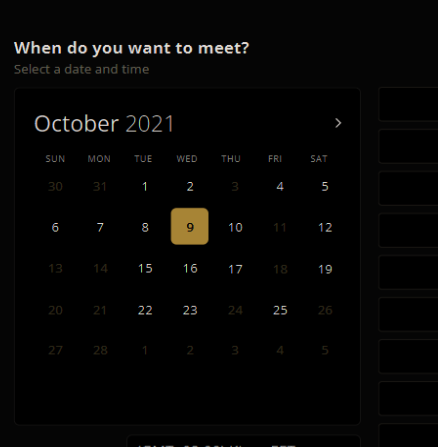 When do you want to meet?
Select a date and time
October 2021
SUN MON TUE WED THU FRI SAT
30 31 1 2 3 4 5
6 7 8 9 10 11 12
13 14 15 16 17 18 19
20 21 22 23 24 25 26
27 28 1 2 3 4 5